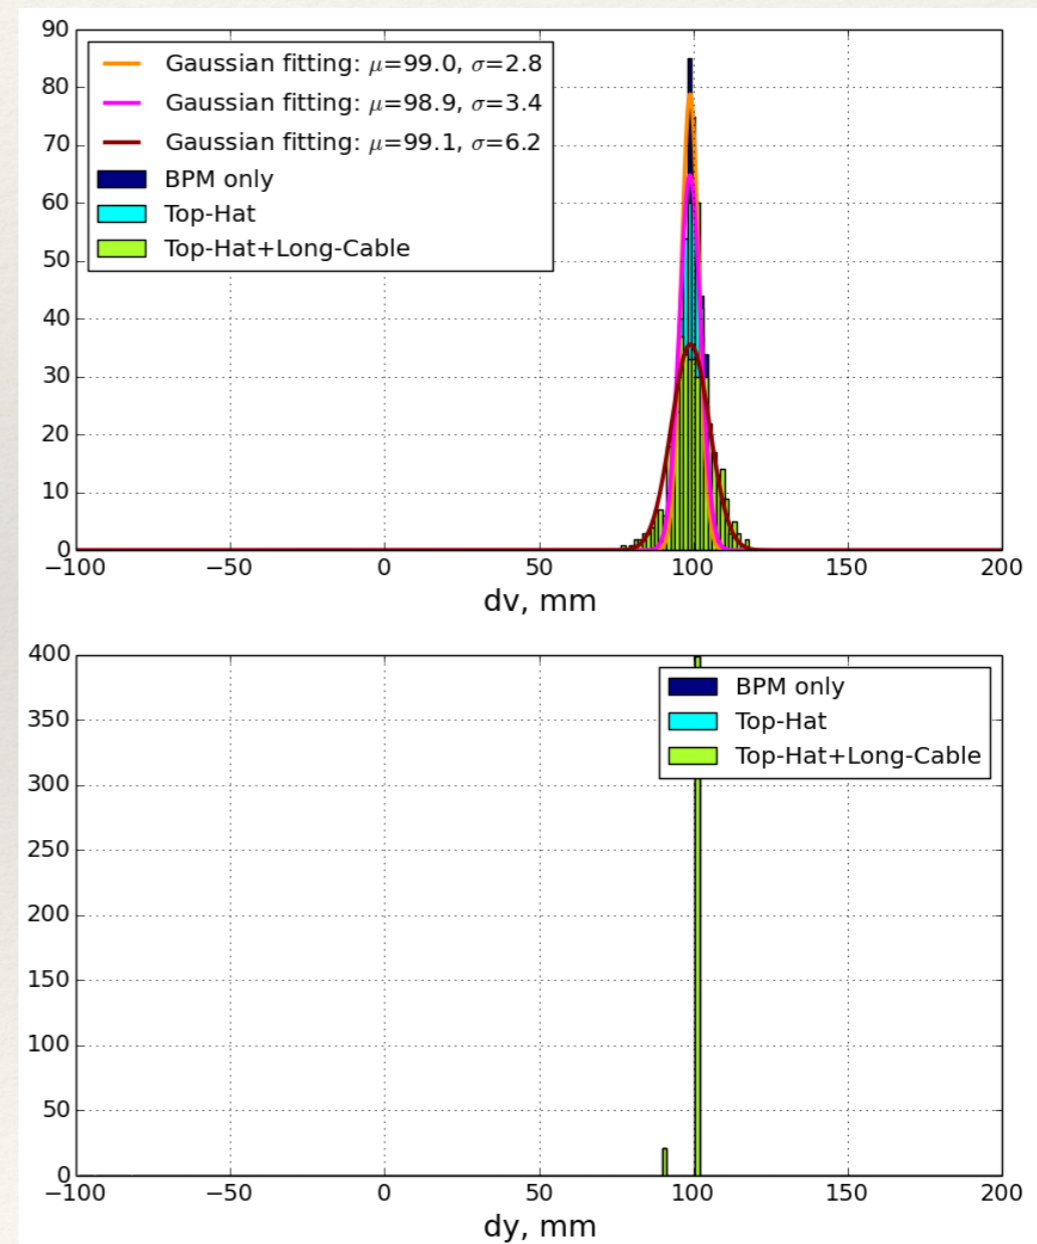 90
80
70
60
50
40
30
20
10
0
Gaussian fitting: μ=99.0, σ=2.8
Gaussian fitting: μ=98.9, σ=3.4
Gaussian fitting: μ=99.1, σ=6.2
BPM only
Top-Hat
Top-Hat+Long-Cable
−100 −50 0 50 100 150 200
dv, mm
400
350
300
250
200
150
100
50
0
BPM only
Top-Hat
Top-Hat+Long-Cable
−100 −50 0 50 100 150 200
dy, mm